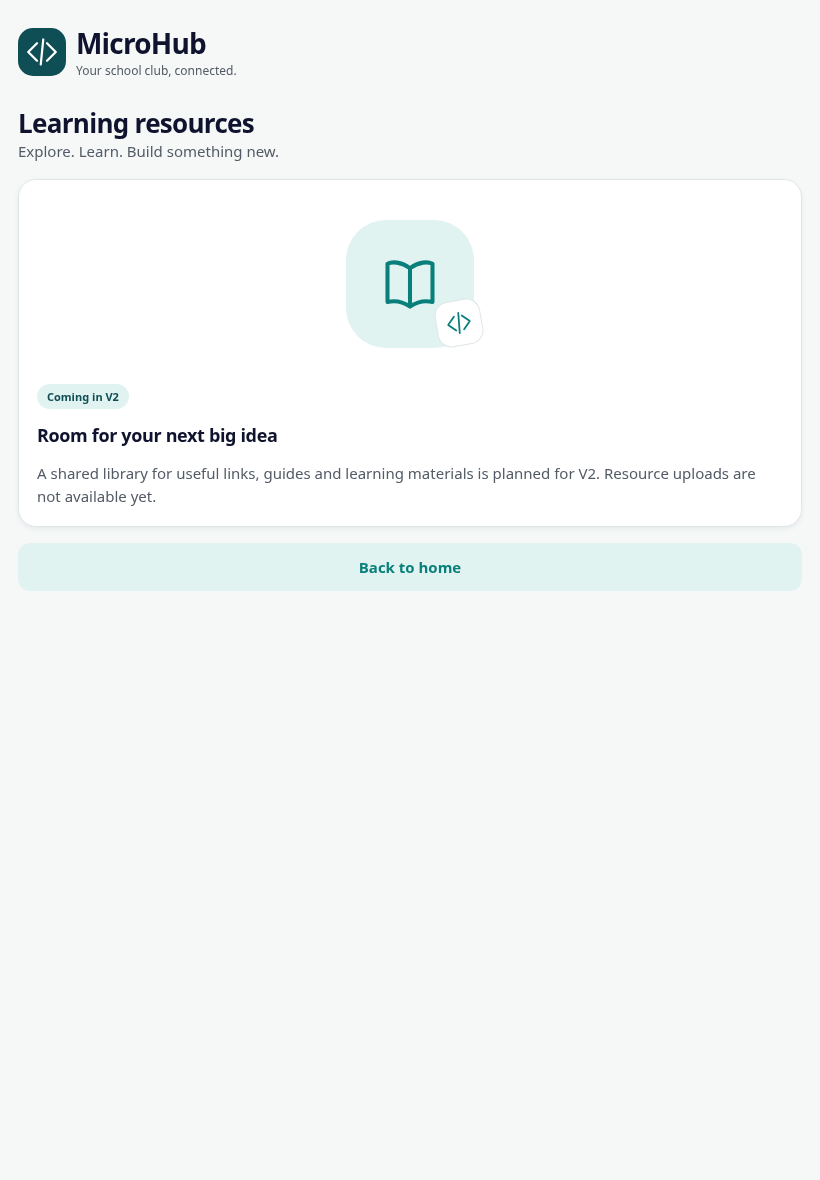 MicroHub
Your school club, connected.
Learning resources
Explore. Learn. Build something new.
Coming in V2
Room for your next big idea
A shared library for useful links, guides and learning materials is planned for V2. Resource uploads are
not available yet.
Back to home